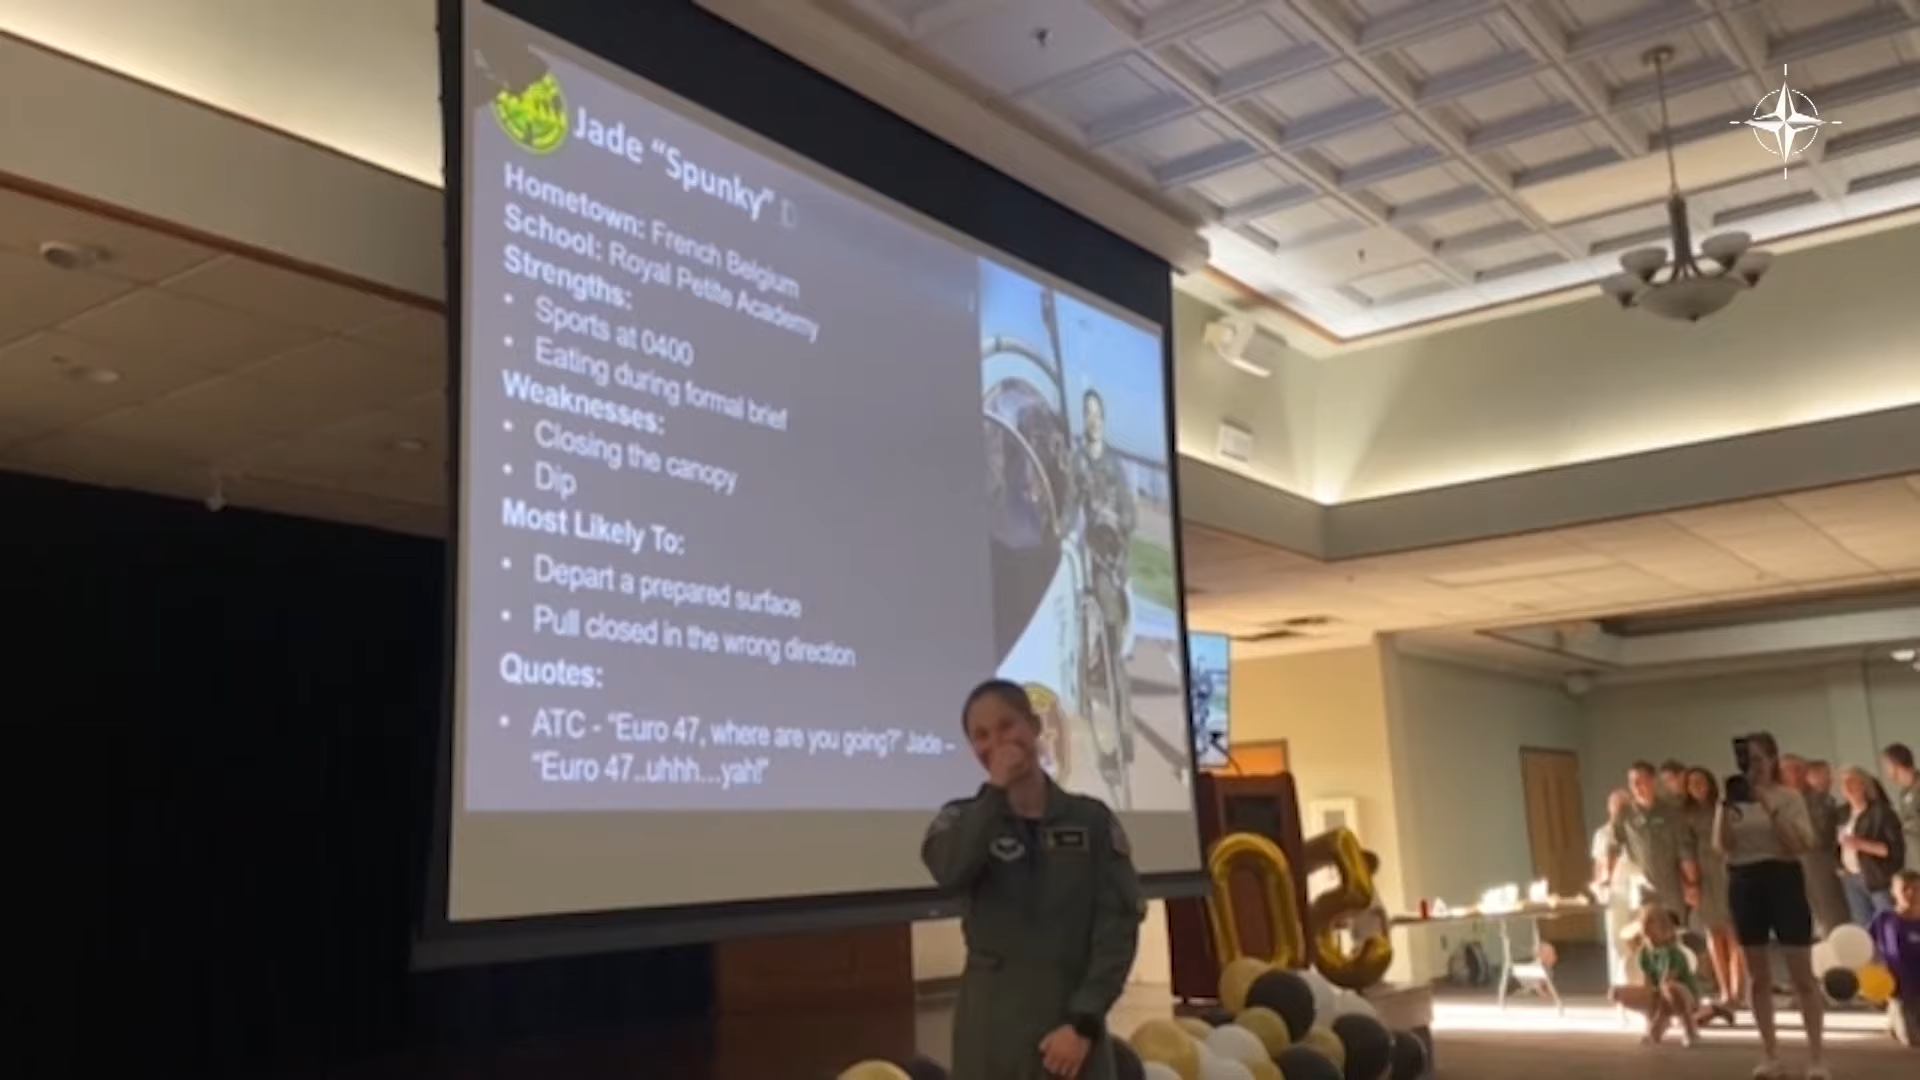 Jade “Spunky” D
Hometown: French Belgium
School: Royal Petite Academy
Strengths:
• Sports at 0400
• Eating during formal brief
Weaknesses:
• Closing the canopy
• Dip
Most Likely To:
• Depart a prepared surface
• Pull closed in the wrong direction
Quotes:
• ATC - “Euro 47, where are you going?” Jade –
“Euro 47..uhhh...yah!”